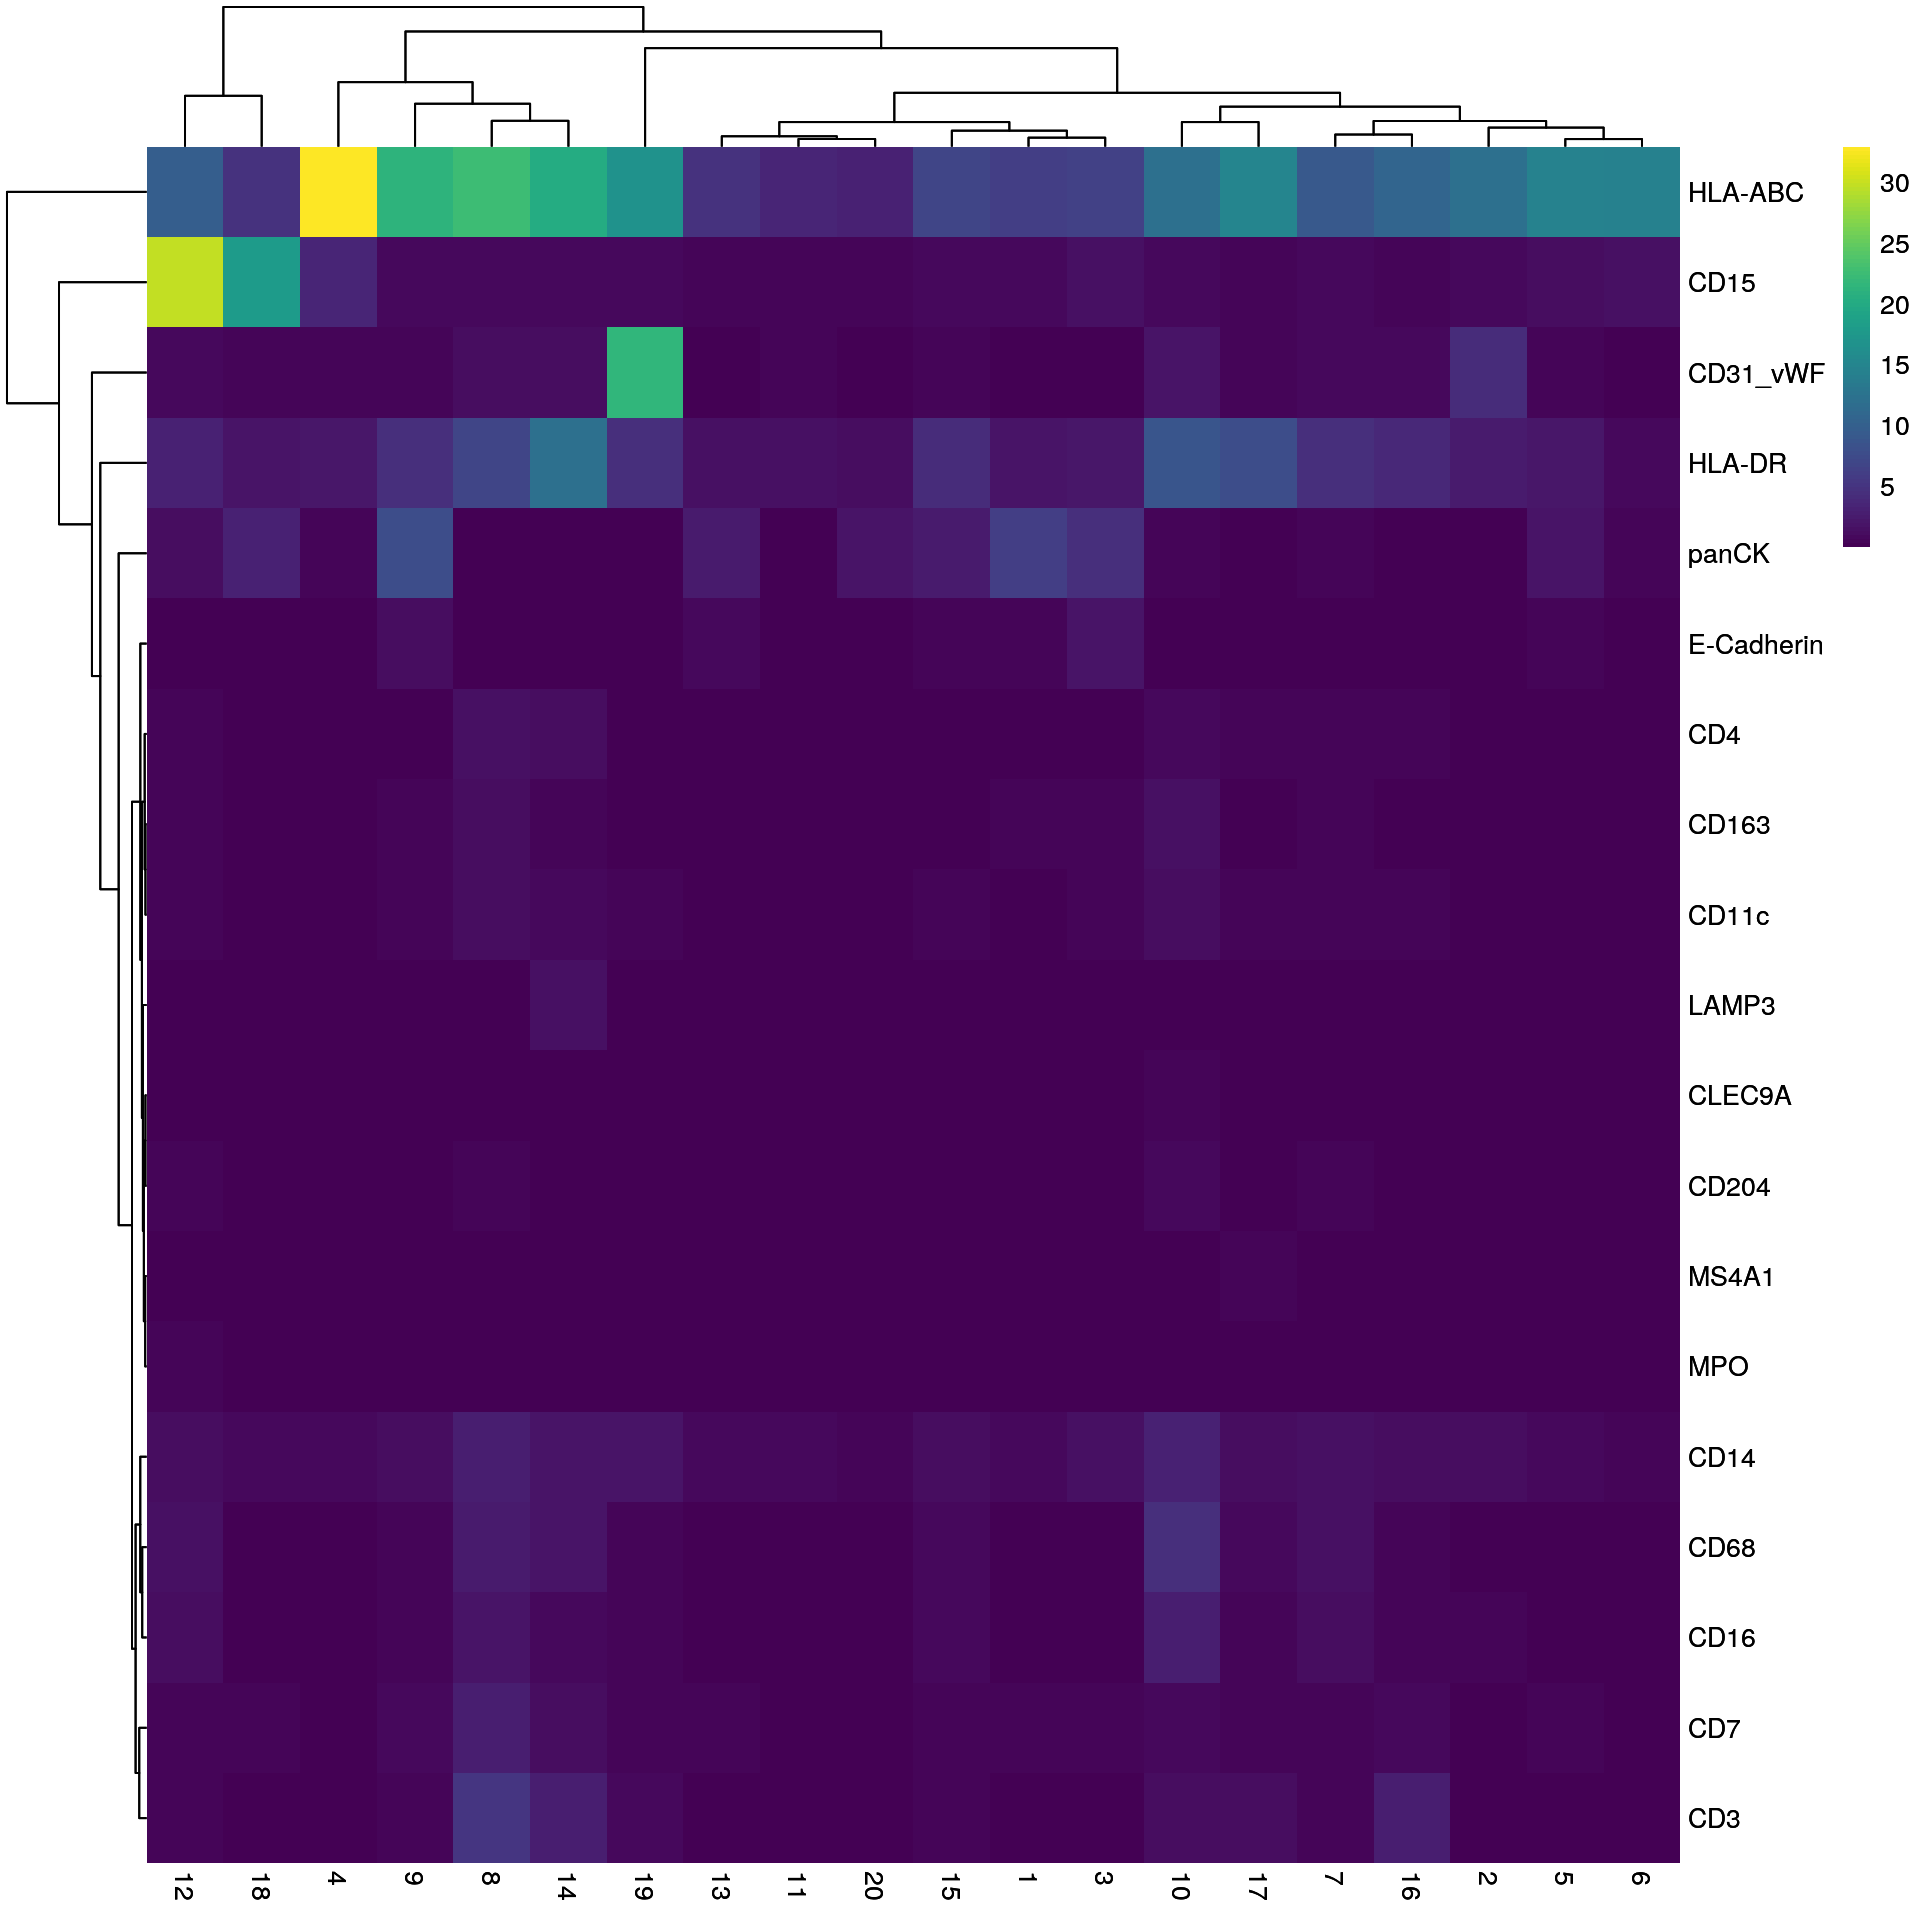 HLA-ABC
CD15
CD31_vWF
HLA-DR
panCK
E-Cadherin
CD4
CD163
CD11c
LAMP3
CLEC9A
CD204
MS4A1
MPO
CD14
CD68
CD16
CD7
CD3
30
25
20
15
10
5
12 18 4 9 8 14 19 13 11 20 15 1 3 10 17 7 16 2 5 6